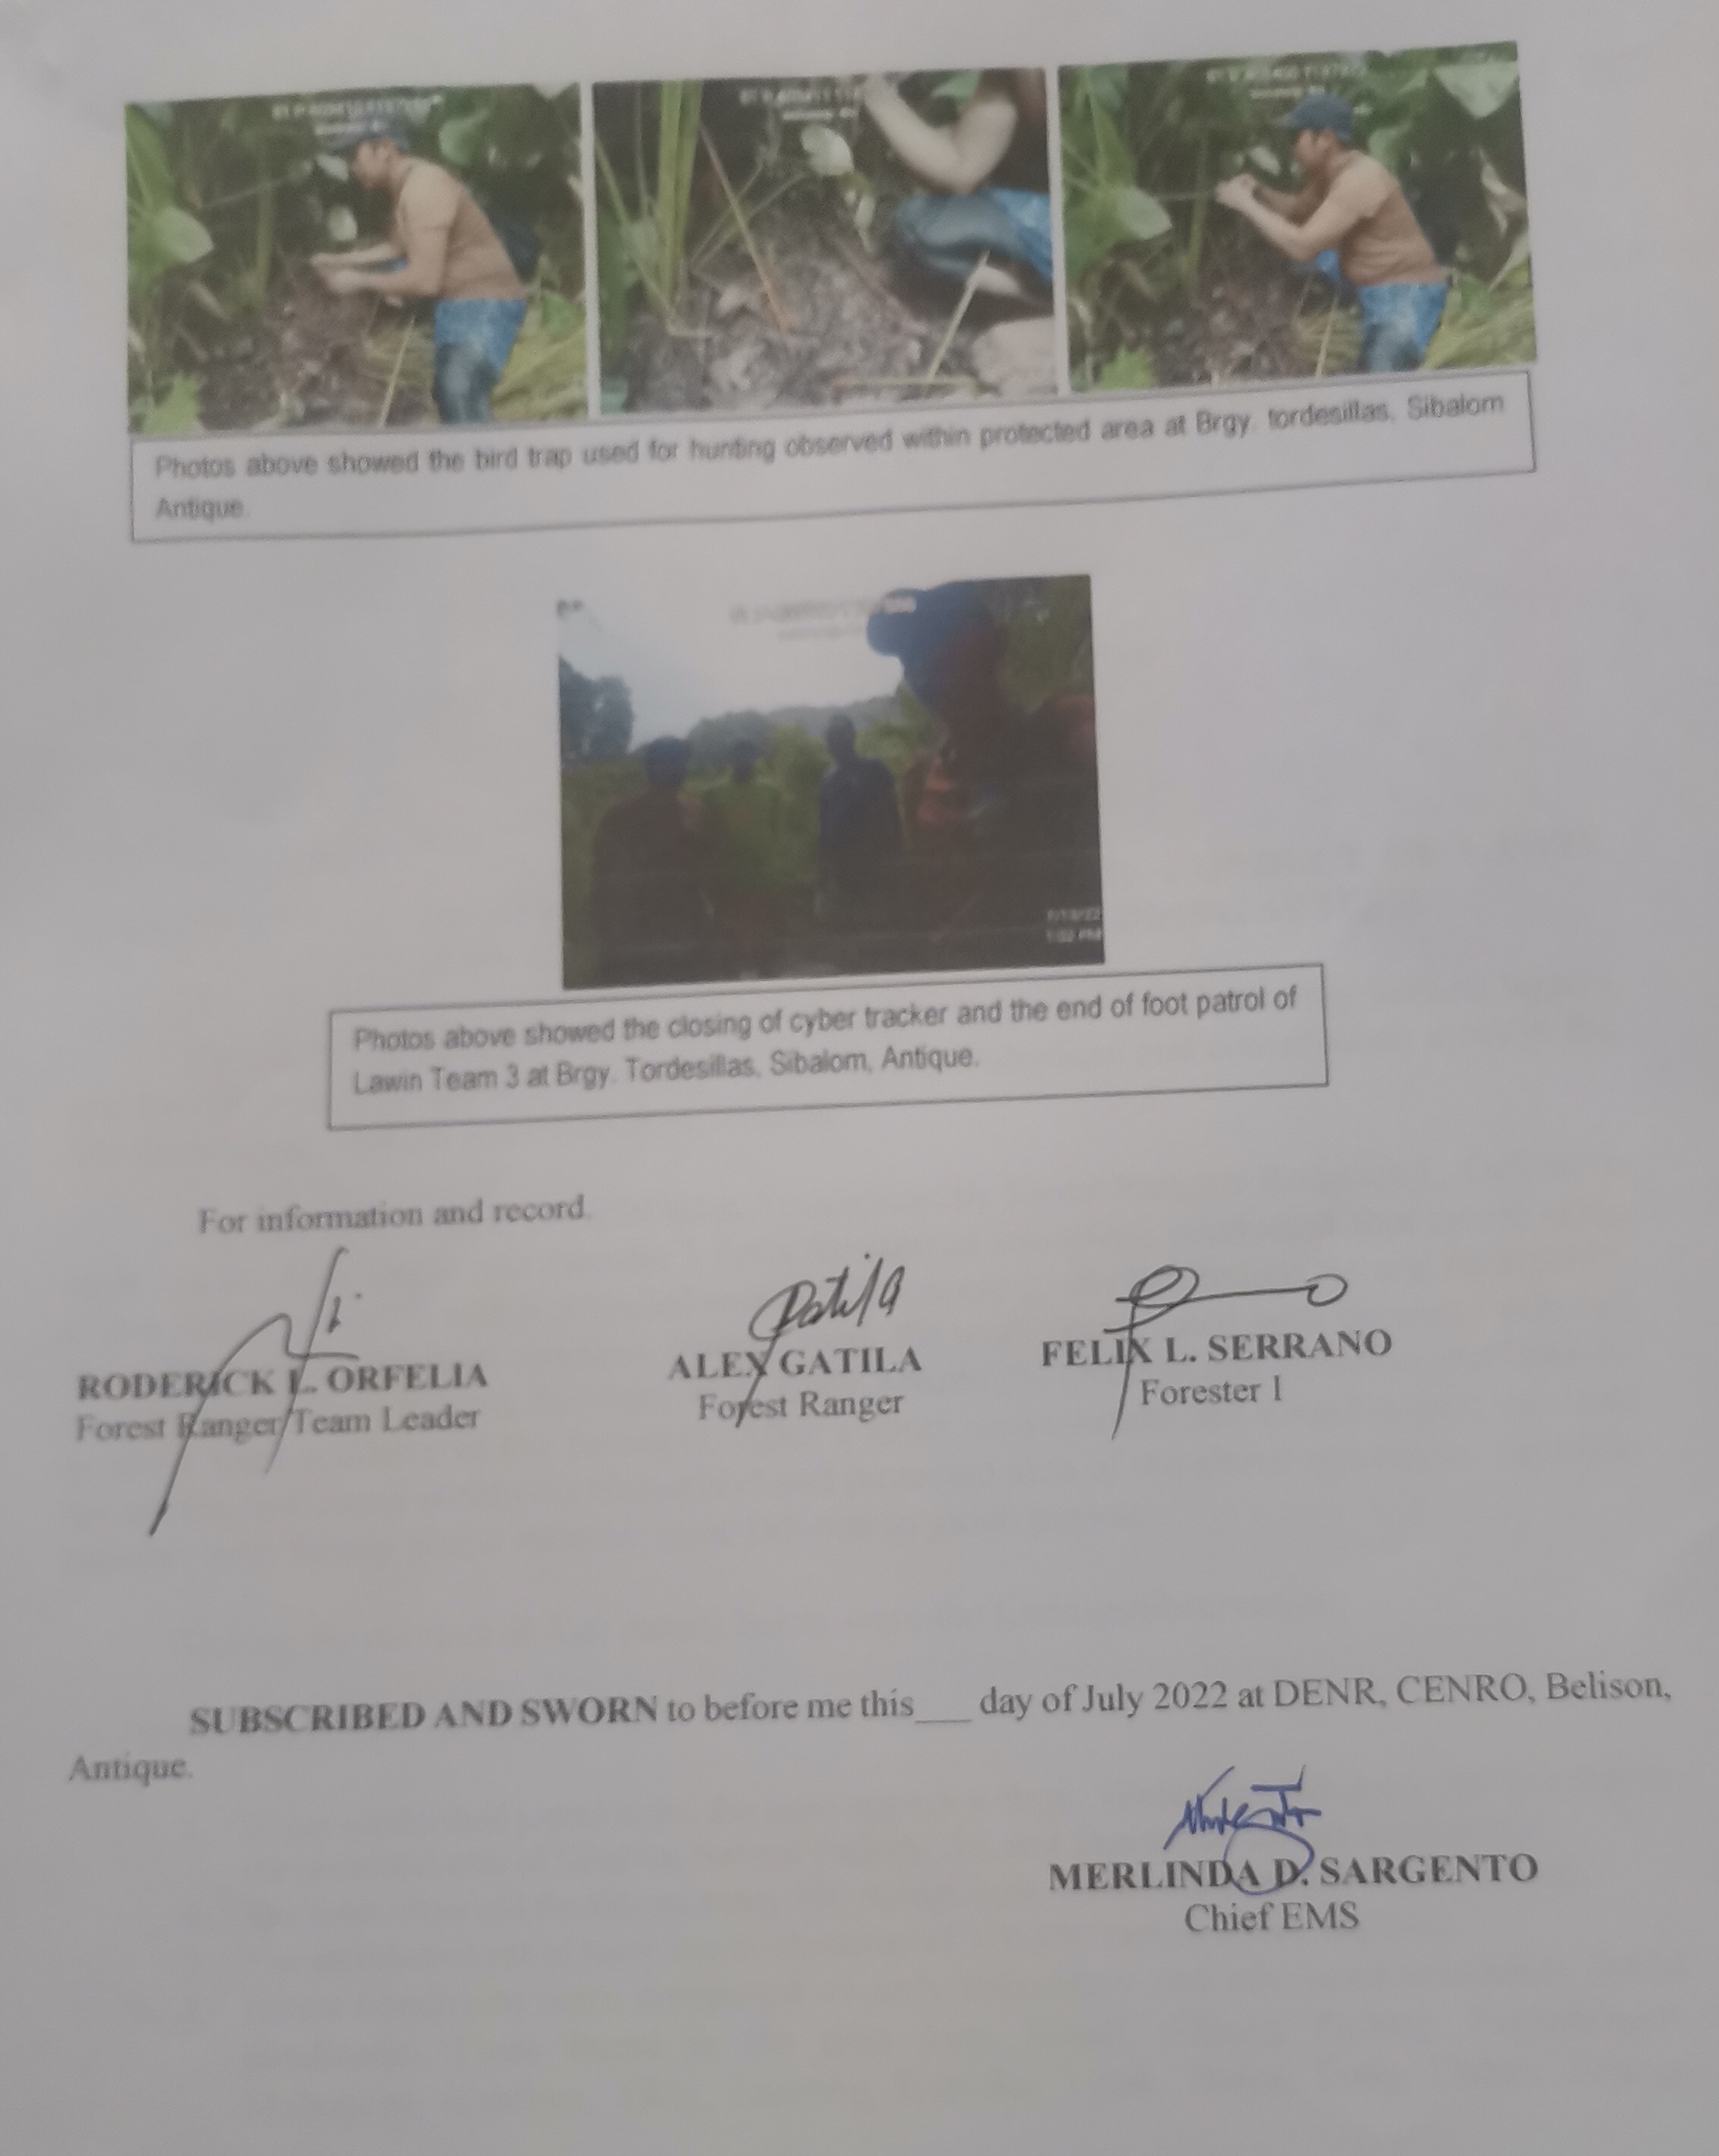 Photos above showed the bird trap used for hunting observed within protected area at Brgy. tordesillas, Sibalom
Antique.
1:02 PM
Photos above showed the closing of cyber tracker and the end of foot patrol of
Lawin Team 3 at Brgy. Tordesillas, Sibalom, Antique.
For information and record.
RODERICK L. ORFELIA ALEX GATILA FELIX L. SERRANO
Forest Ranger/Team Leader Forest Ranger Forester I
SUBSCRIBED AND SWORN to before me this___ day of July 2022 at DENR, CENRO, Belison,
Antique.
MERLINDA D. SARGENTO
Chief EMS